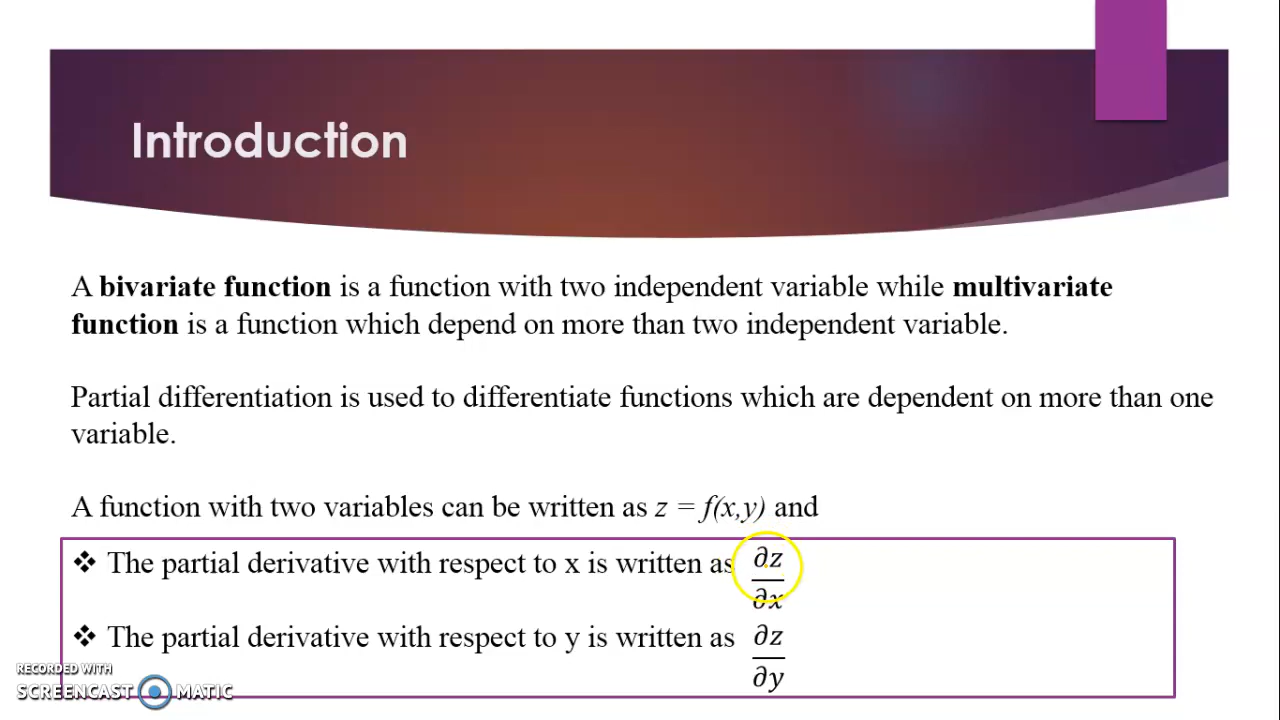 Introduction
A bivariate function is a function with two independent variable while multivariate
function is a function which depend on more than two independent variable.
Partial differentiation is used to differentiate functions which are dependent on more than one
variable.
A function with two variables can be written as z = f(x,y) and
❖ The partial derivative with respect to x is written as ∂z/∂x
❖ The partial derivative with respect to y is written as ∂z/∂y
RECORDED WITH
SCREENCAST MATIC